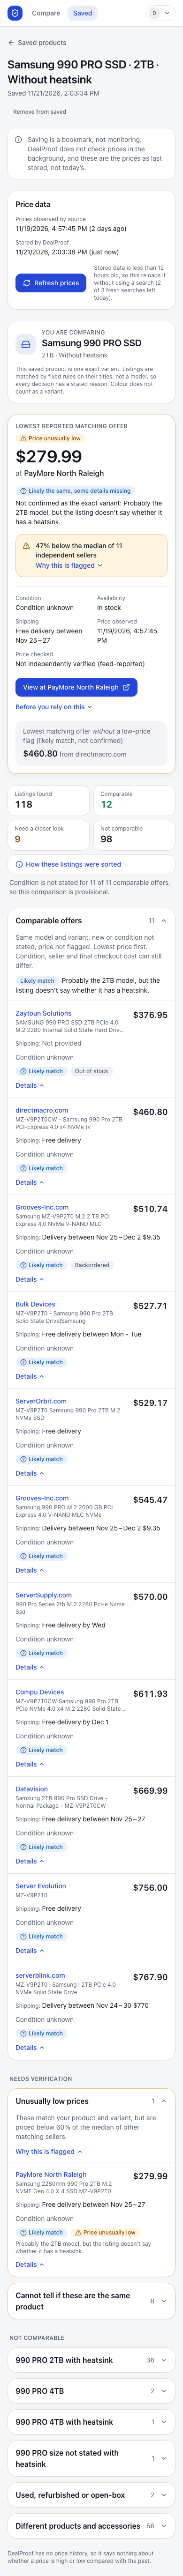 Compare Saved D
Saved products
Samsung 990 PRO SSD · 2TB ·
Without heatsink
Saved 11/21/2026, 2:03:34 PM
Remove from saved
Saving is a bookmark, not monitoring.
DealProof does not check prices in the
background, and these are the prices as last
stored, not today's.
Price data
Prices observed by source
11/19/2026, 4:57:45 PM (2 days ago)
Stored by DealProof
11/21/2026, 2:03:38 PM (just now)
Refresh prices
Stored data is less than 12
hours old, so this reloads it
without using a search (2
of 3 fresh searches left
today).
YOU ARE COMPARING
Samsung 990 PRO SSD
2TB · Without heatsink
This saved product is one exact variant. Listings are
matched by fixed rules on their titles, not a model, so
every decision has a stated reason. Colour does not
count as a variant.
LOWEST REPORTED MATCHING OFFER
Price unusually low
$279.99
at PayMore North Raleigh
Likely the same, some details missing
Not confirmed as the exact variant: Probably the
2TB model, but the listing doesn't say whether it
has a heatsink.
47% below the median of 11
independent sellers
Why this is flagged
Condition
Condition unknown
Availability
In stock
Shipping
Free delivery between
Nov 25 – 27
Price observed
11/19/2026, 4:57:45
PM
Price checked
Not independently verified (feed-reported)
View at PayMore North Raleigh
Before you rely on this
Lowest matching offer without a low-price
flag (likely match, not confirmed)
$460.80 from directmacro.com
Listings found
118
Comparable
12
Need a closer look
9
Not comparable
98
How these listings were sorted
Condition is not stated for 11 of 11 comparable offers,
so this comparison is provisional.
Comparable offers 11
Same model and variant, new or condition not
stated, price not flagged. Lowest price first.
Condition, seller and final checkout cost can still
differ.
Likely match Probably the 2TB model, but the
listing doesn't say whether it has a heatsink.
Zaytoun Solutions $376.95
SAMSUNG 990 PRO SSD 2TB PCIe 4.0
M.2 2280 Internal Solid State Hard Driv...
Shipping: Not provided
Condition unknown
Likely match Out of stock
Details
directmacro.com $460.80
MZ-V9P2T0CW - Samsung 990 Pro 2TB
PCI-Express 4.0 x4 NVMe (v
Shipping: Free delivery
Condition unknown
Likely match
Details
Grooves-Inc.com $510.74
Samsung MZ-V9P2T0 M.2 2 TB PCI
Express 4.0 NVMe V-NAND MLC
Shipping: Delivery between Nov 25 – Dec 2 $9.35
Condition unknown
Likely match Backordered
Details
Bulk Devices $527.71
MZ-V9P2T0 - Samsung 990 Pro 2TB
Solid State Drive|Samsung
Shipping: Free delivery between Mon - Tue
Condition unknown
Likely match
Details
ServerOrbit.com $529.17
MZ-V9P2T0 Samsung 990 Pro 2TB M.2
NVMe SSD
Shipping: Free delivery
Condition unknown
Likely match
Details
Grooves-Inc.com $545.47
Samsung 990 PRO M.2 2000 GB PCI
Express 4.0 V-NAND MLC NVMe
Shipping: Delivery between Nov 25 – Dec 2 $9.35
Condition unknown
Likely match
Details
ServerSupply.com $570.00
990 Pro Series 2tb M.2 2280 Pci-e Nvme
Ssd
Shipping: Free delivery by Wed
Condition unknown
Likely match
Details
Compu Devices $611.93
MZ-V9P2T0CW Samsung 990 Pro 2TB
PCIe NVMe 4.0 x4 M.2 2280 Solid State...
Shipping: Free delivery by Dec 1
Condition unknown
Likely match
Details
Datavision $669.99
Samsung 2TB 990 Pro SSD Drive -
Normal Package - MZ-V9P2T0CW
Shipping: Free delivery between Nov 25 – 27
Condition unknown
Likely match
Details
Server Evolution $756.00
MZ-V9P2T0
Shipping: Free delivery
Condition unknown
Likely match
Details
serverblink.com $767.90
MZ-V9P2T0 | Samsung | 2TB PCIe 4.0
NVMe Solid State Drive
Shipping: Delivery between Nov 24 – 30 $770
Condition unknown
Likely match
Details
NEEDS VERIFICATION
Unusually low prices 1
These match your product and variant, but are
priced below 60% of the median of other
matching sellers.
Why this is flagged
PayMore North Raleigh $279.99
Samsung 2280mm 990 Pro 2TB M.2
NVME Gen 4.0 X 4 SSD MZ-V9P2T0
Shipping: Free delivery between Nov 25 – 27
Condition unknown
Likely match Price unusually low
Probably the 2TB model, but the listing doesn't say
whether it has a heatsink.
Details
Cannot tell if these are the same
product 8
NOT COMPARABLE
990 PRO 2TB with heatsink 36
990 PRO 4TB 2
990 PRO 4TB with heatsink 1
990 PRO size not stated with
heatsink 1
Used, refurbished or open-box 2
Different products and accessories 56
DealProof has no price history, so it says nothing about
whether a price is high or low compared with the past.